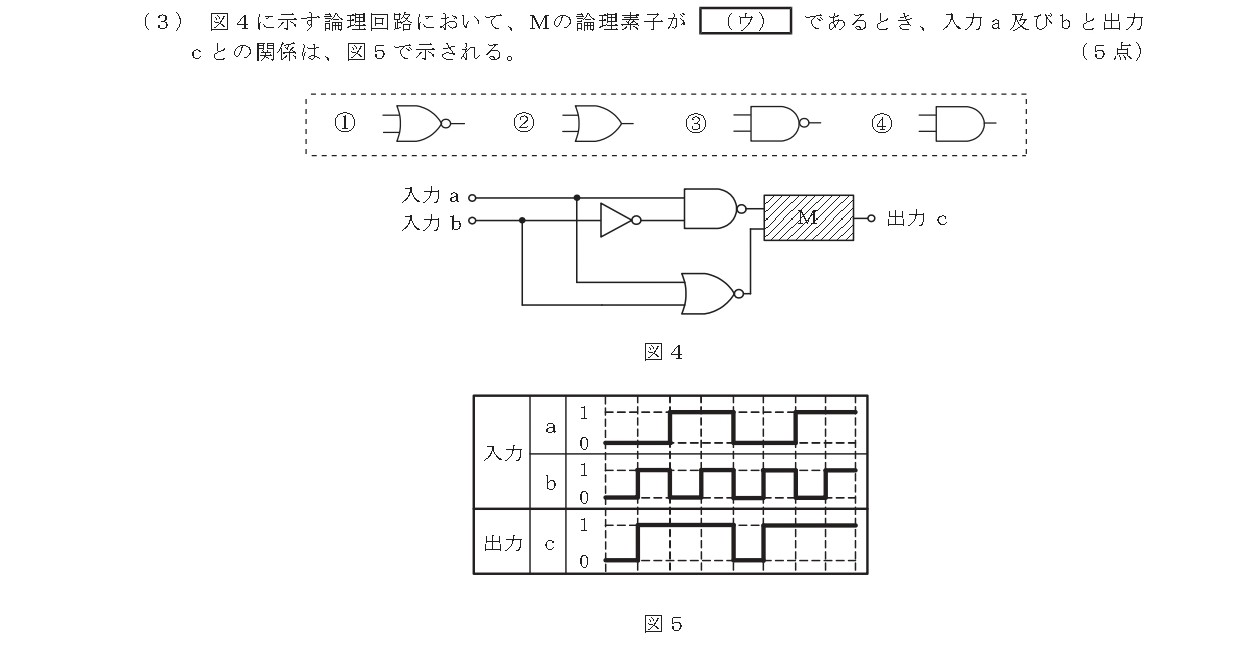 (３) 図４に示す論理回路において、Ｍの論理素子が (ウ) であるとき、入力ａ及びｂと出力
ｃとの関係は、図５で示される。 (５点)
① ② ③ ④
入力 a
入力 b
M
出力 c
図４
入力
a
1
0
b
1
0
出力
c
1
0
図５